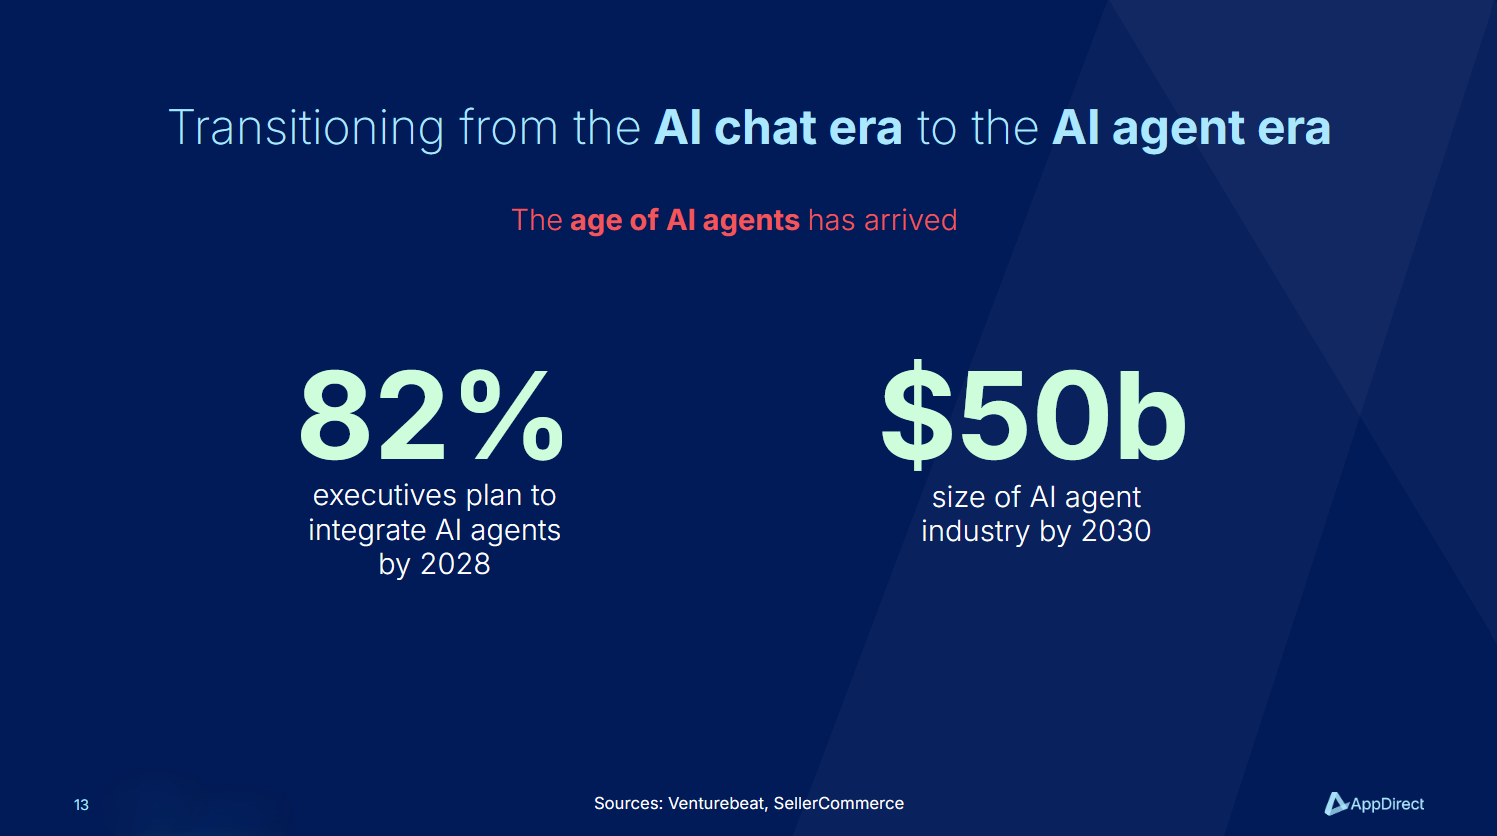 Transitioning from the AI chat era to the AI agent era
The age of AI agents has arrived
82%
executives plan to
integrate AI agents
by 2028
$50b
size of AI agent
industry by 2030
13
Sources: Venturebeat, SellerCommerce
AppDirect